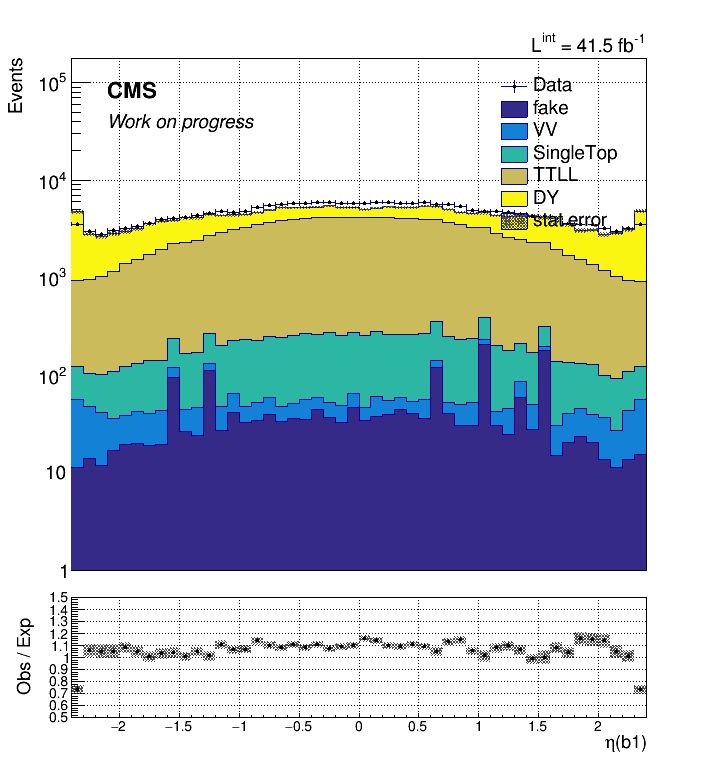 L^int = 41.5 fb^-1
Events
10^5
10^4
10^3
10^2
10
1
CMS
Work on progress
Data
fake
VV
SingleTop
TTLL
DY
stat.error
Obs / Exp
1.5
1.4
1.3
1.2
1.1
1
0.9
0.8
0.7
0.6
0.5
−2 −1.5 −1 −0.5 0 0.5 1 1.5 2
η(b1)